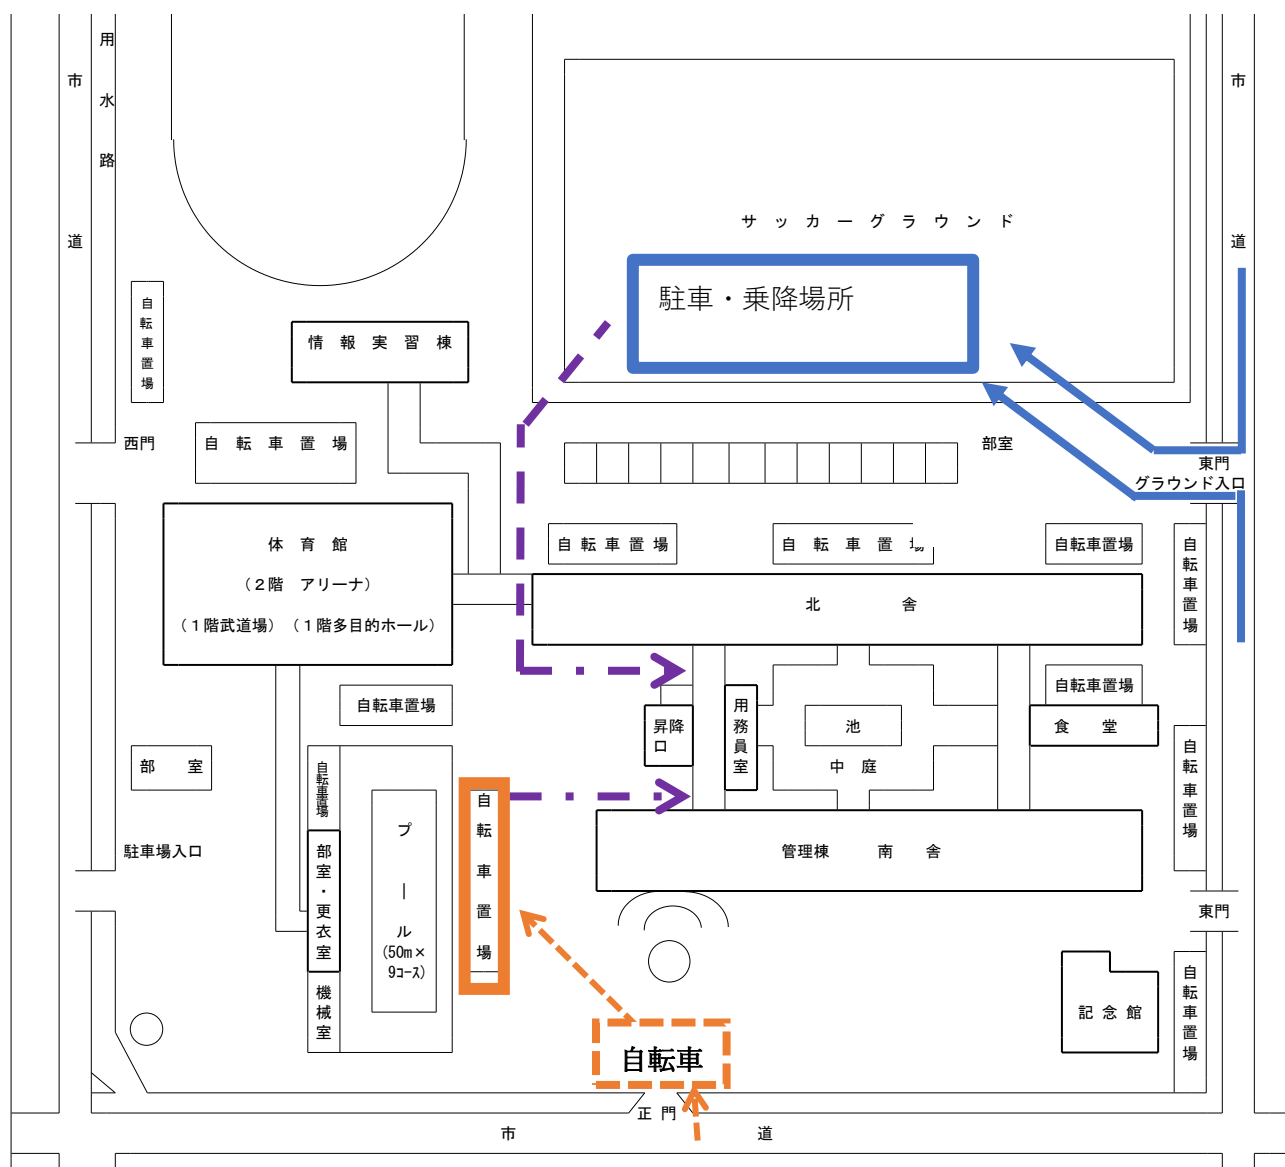 用水路
市道
市道
サッカーグラウンド
駐車・乗降場所
自転車置場
情報実習棟
西門
自転車置場
部室
東門
グラウンド入口
体育館
(2階 アリーナ)
(1階武道場)(1階多目的ホール)
自転車置場
自転車置場
自転車置場
自転車置場
北舎
自転車置場
自転車置場
昇降口
用務員室
池
中庭
食堂
部室
自転車置場
プール
(50m×
9コース)
自転車置場
自転車置場
駐車場入口
部室・更衣室
管理棟 南舎
東門
機械室
記念館
自転車置場
自転車
正門
市道